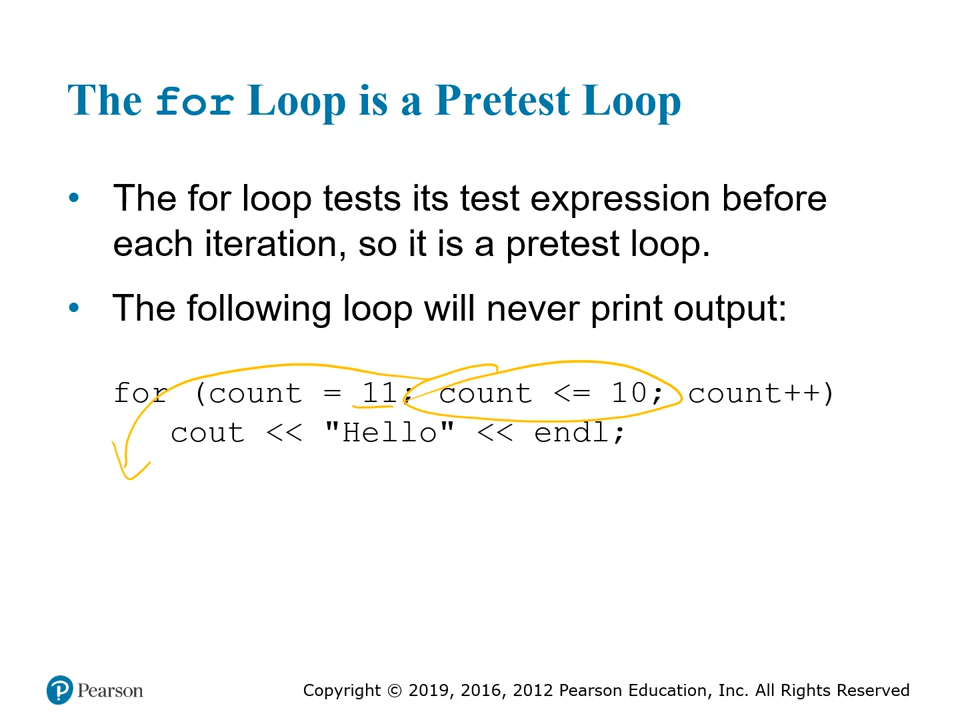 The for Loop is a Pretest Loop
• The for loop tests its test expression before
each iteration, so it is a pretest loop.
• The following loop will never print output:
for (count = 11; count <= 10; count++)
cout << "Hello" << endl;
Pearson
Copyright © 2019, 2016, 2012 Pearson Education, Inc. All Rights Reserved